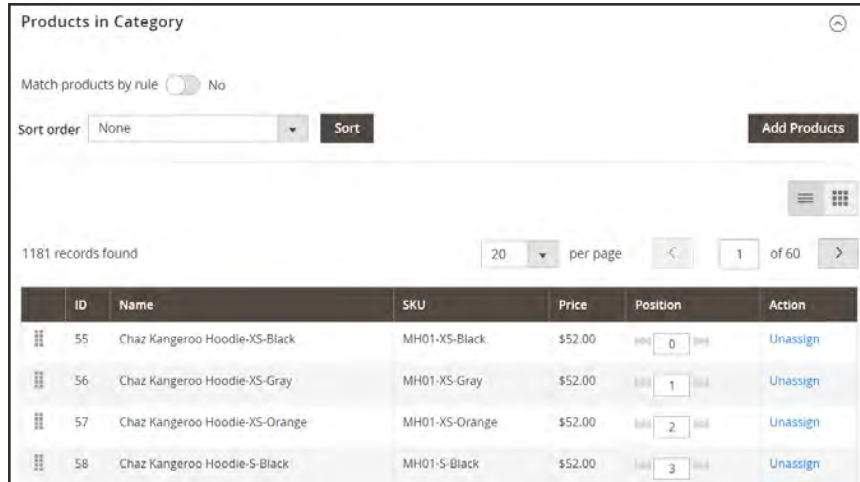 Products in Category
Match products by rule No
Sort order None Sort Add Products
1181 records found 20 per page 1 of 60
ID Name SKU Price Position Action
55 Chaz Kangeroo Hoodie-XS-Black MH01-XS-Black $52.00 0 Unassign
56 Chaz Kangeroo Hoodie-XS-Gray MH01-XS-Gray $52.00 1 Unassign
57 Chaz Kangeroo Hoodie-XS-Orange MH01-XS-Orange $52.00 2 Unassign
58 Chaz Kangeroo Hoodie-S-Black MH01-S-Black $52.00 3 Unassign